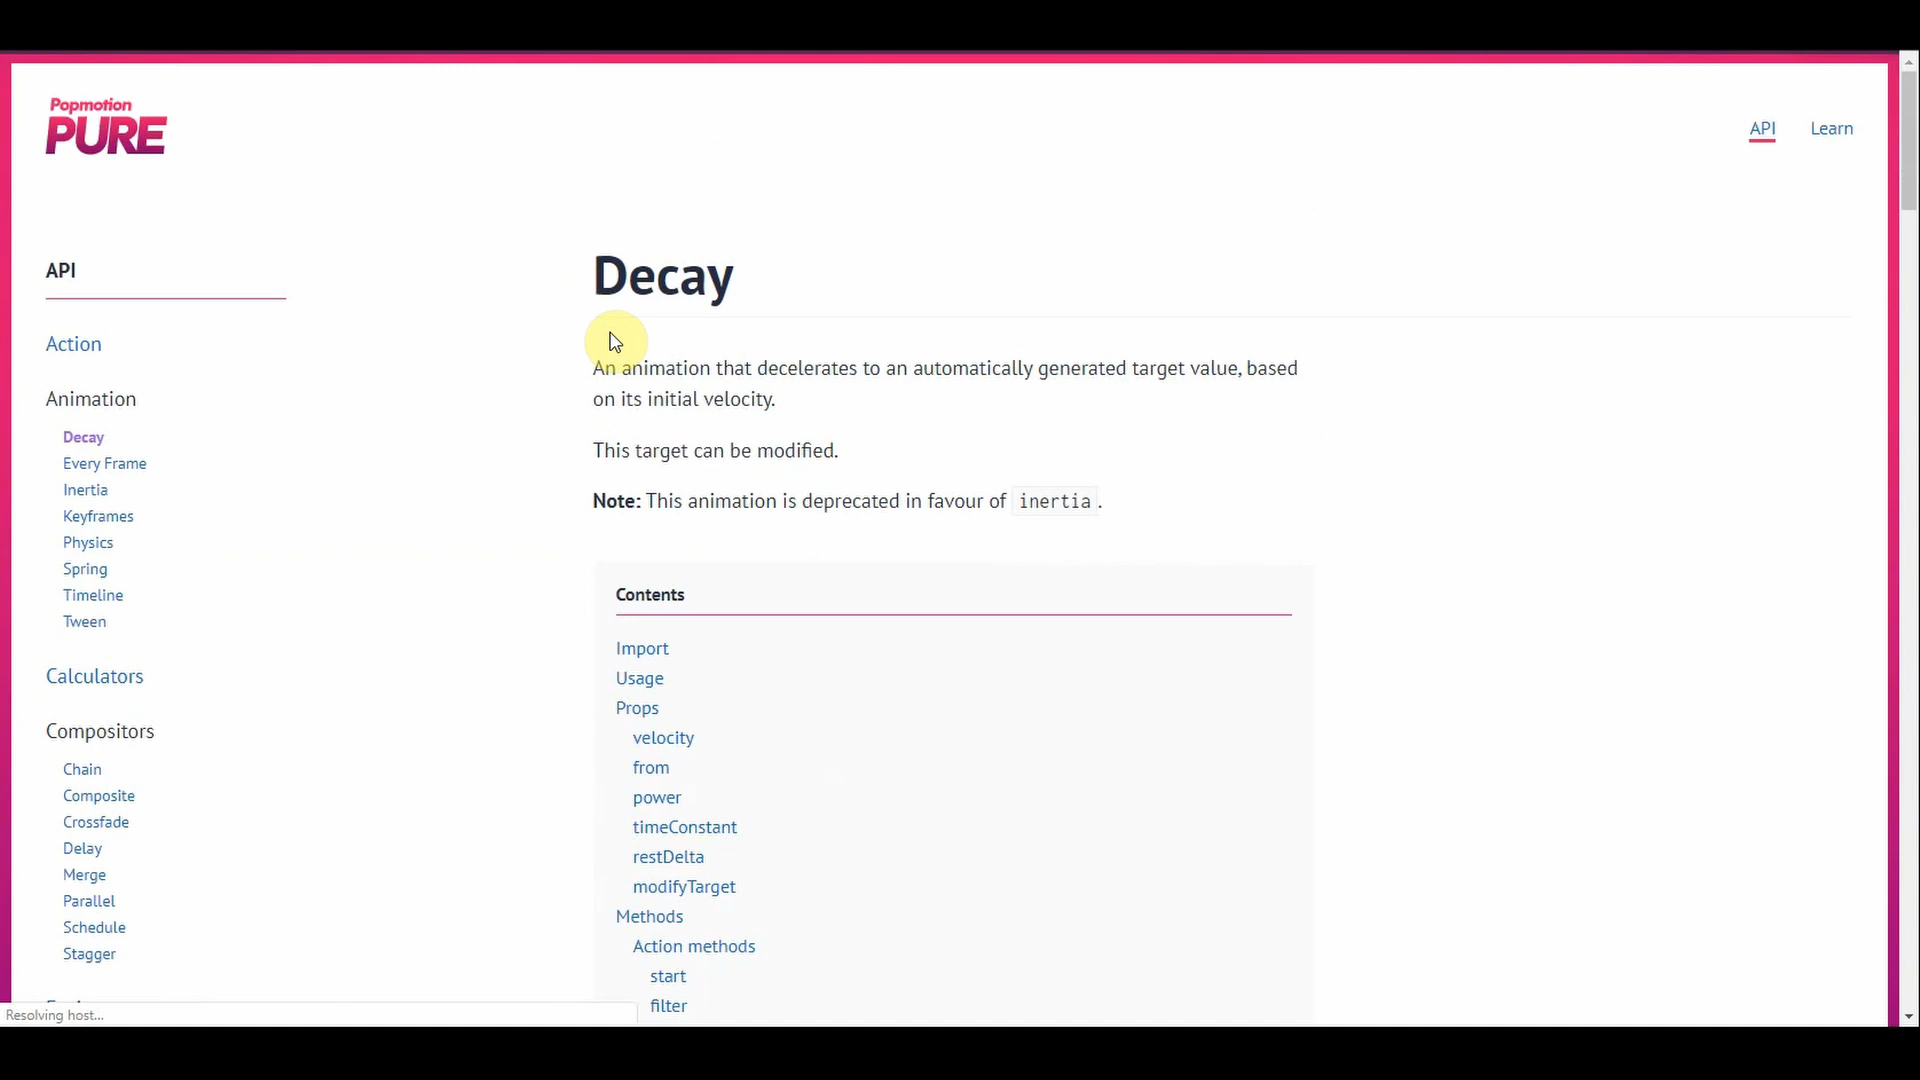 Popmotion
PURE
API
Learn
API
Action
Animation
Decay
Every Frame
Inertia
Keyframes
Physics
Spring
Timeline
Tween
Calculators
Compositors
Chain
Composite
Crossfade
Delay
Merge
Parallel
Schedule
Stagger
Decay
An animation that decelerates to an automatically generated target value, based
on its initial velocity.
This target can be modified.
Note: This animation is deprecated in favour of inertia.
Contents
Import
Usage
Props
velocity
from
power
timeConstant
restDelta
modifyTarget
Methods
Action methods
start
filter
Resolving host...